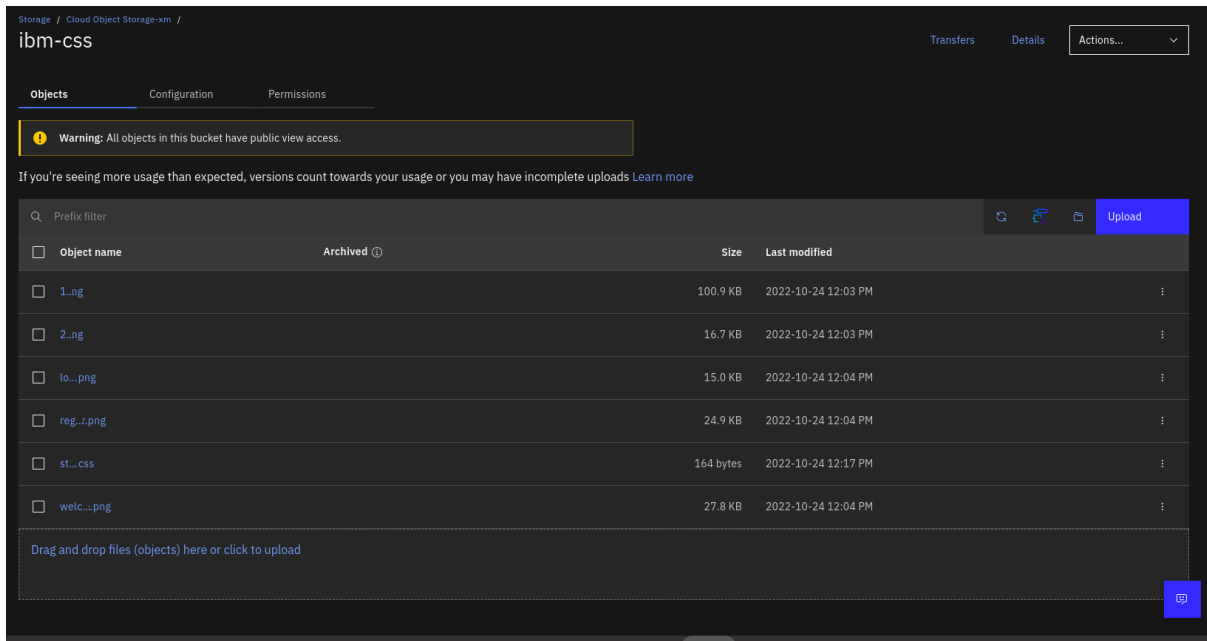 Storage / Cloud Object Storage-xm /
ibm-css
Transfers Details Actions...
Objects Configuration Permissions
Warning: All objects in this bucket have public view access.
If you're seeing more usage than expected, versions count towards your usage or you may have incomplete uploads Learn more
Prefix filter Upload
Object name Archived Size Last modified
1...ng 100.9 KB 2022-10-24 12:03 PM
2...ng 16.7 KB 2022-10-24 12:03 PM
lo...png 15.0 KB 2022-10-24 12:04 PM
reg...r.png 24.9 KB 2022-10-24 12:04 PM
st...css 164 bytes 2022-10-24 12:17 PM
welc...png 27.8 KB 2022-10-24 12:04 PM
Drag and drop files (objects) here or click to upload